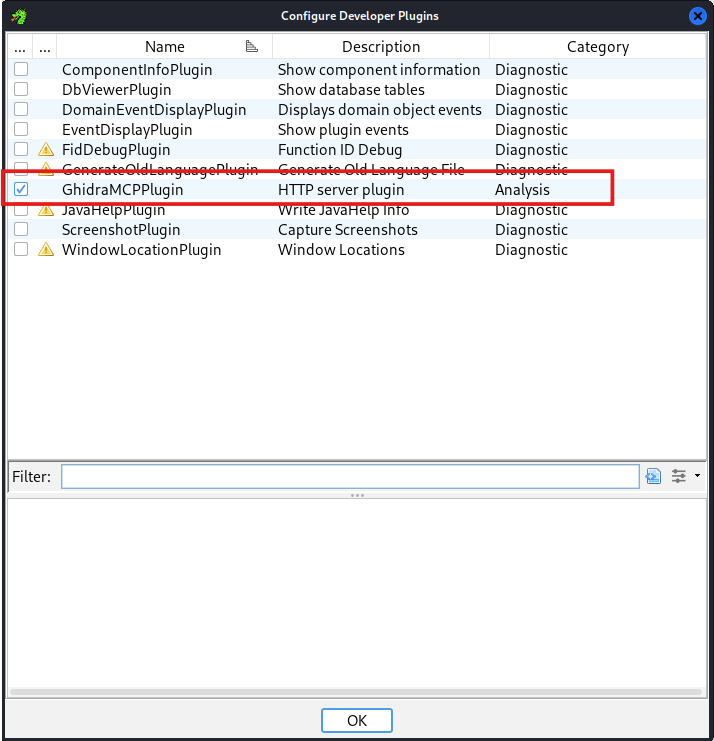 Configure Developer Plugins
... ... Name Description Category
ComponentInfoPlugin Show component information Diagnostic
DbViewerPlugin Show database tables Diagnostic
DomainEventDisplayPlugin Displays domain object events Diagnostic
EventDisplayPlugin Show plugin events Diagnostic
FidDebugPlugin Function ID Debug Diagnostic
GenerateOldLanguagePlugin Generate Old Language File Diagnostic
GhidraMCPPlugin HTTP server plugin Analysis
JavaHelpPlugin Write JavaHelp Info Diagnostic
ScreenshotPlugin Capture Screenshots Diagnostic
WindowLocationPlugin Window Locations Diagnostic
Filter:
OK